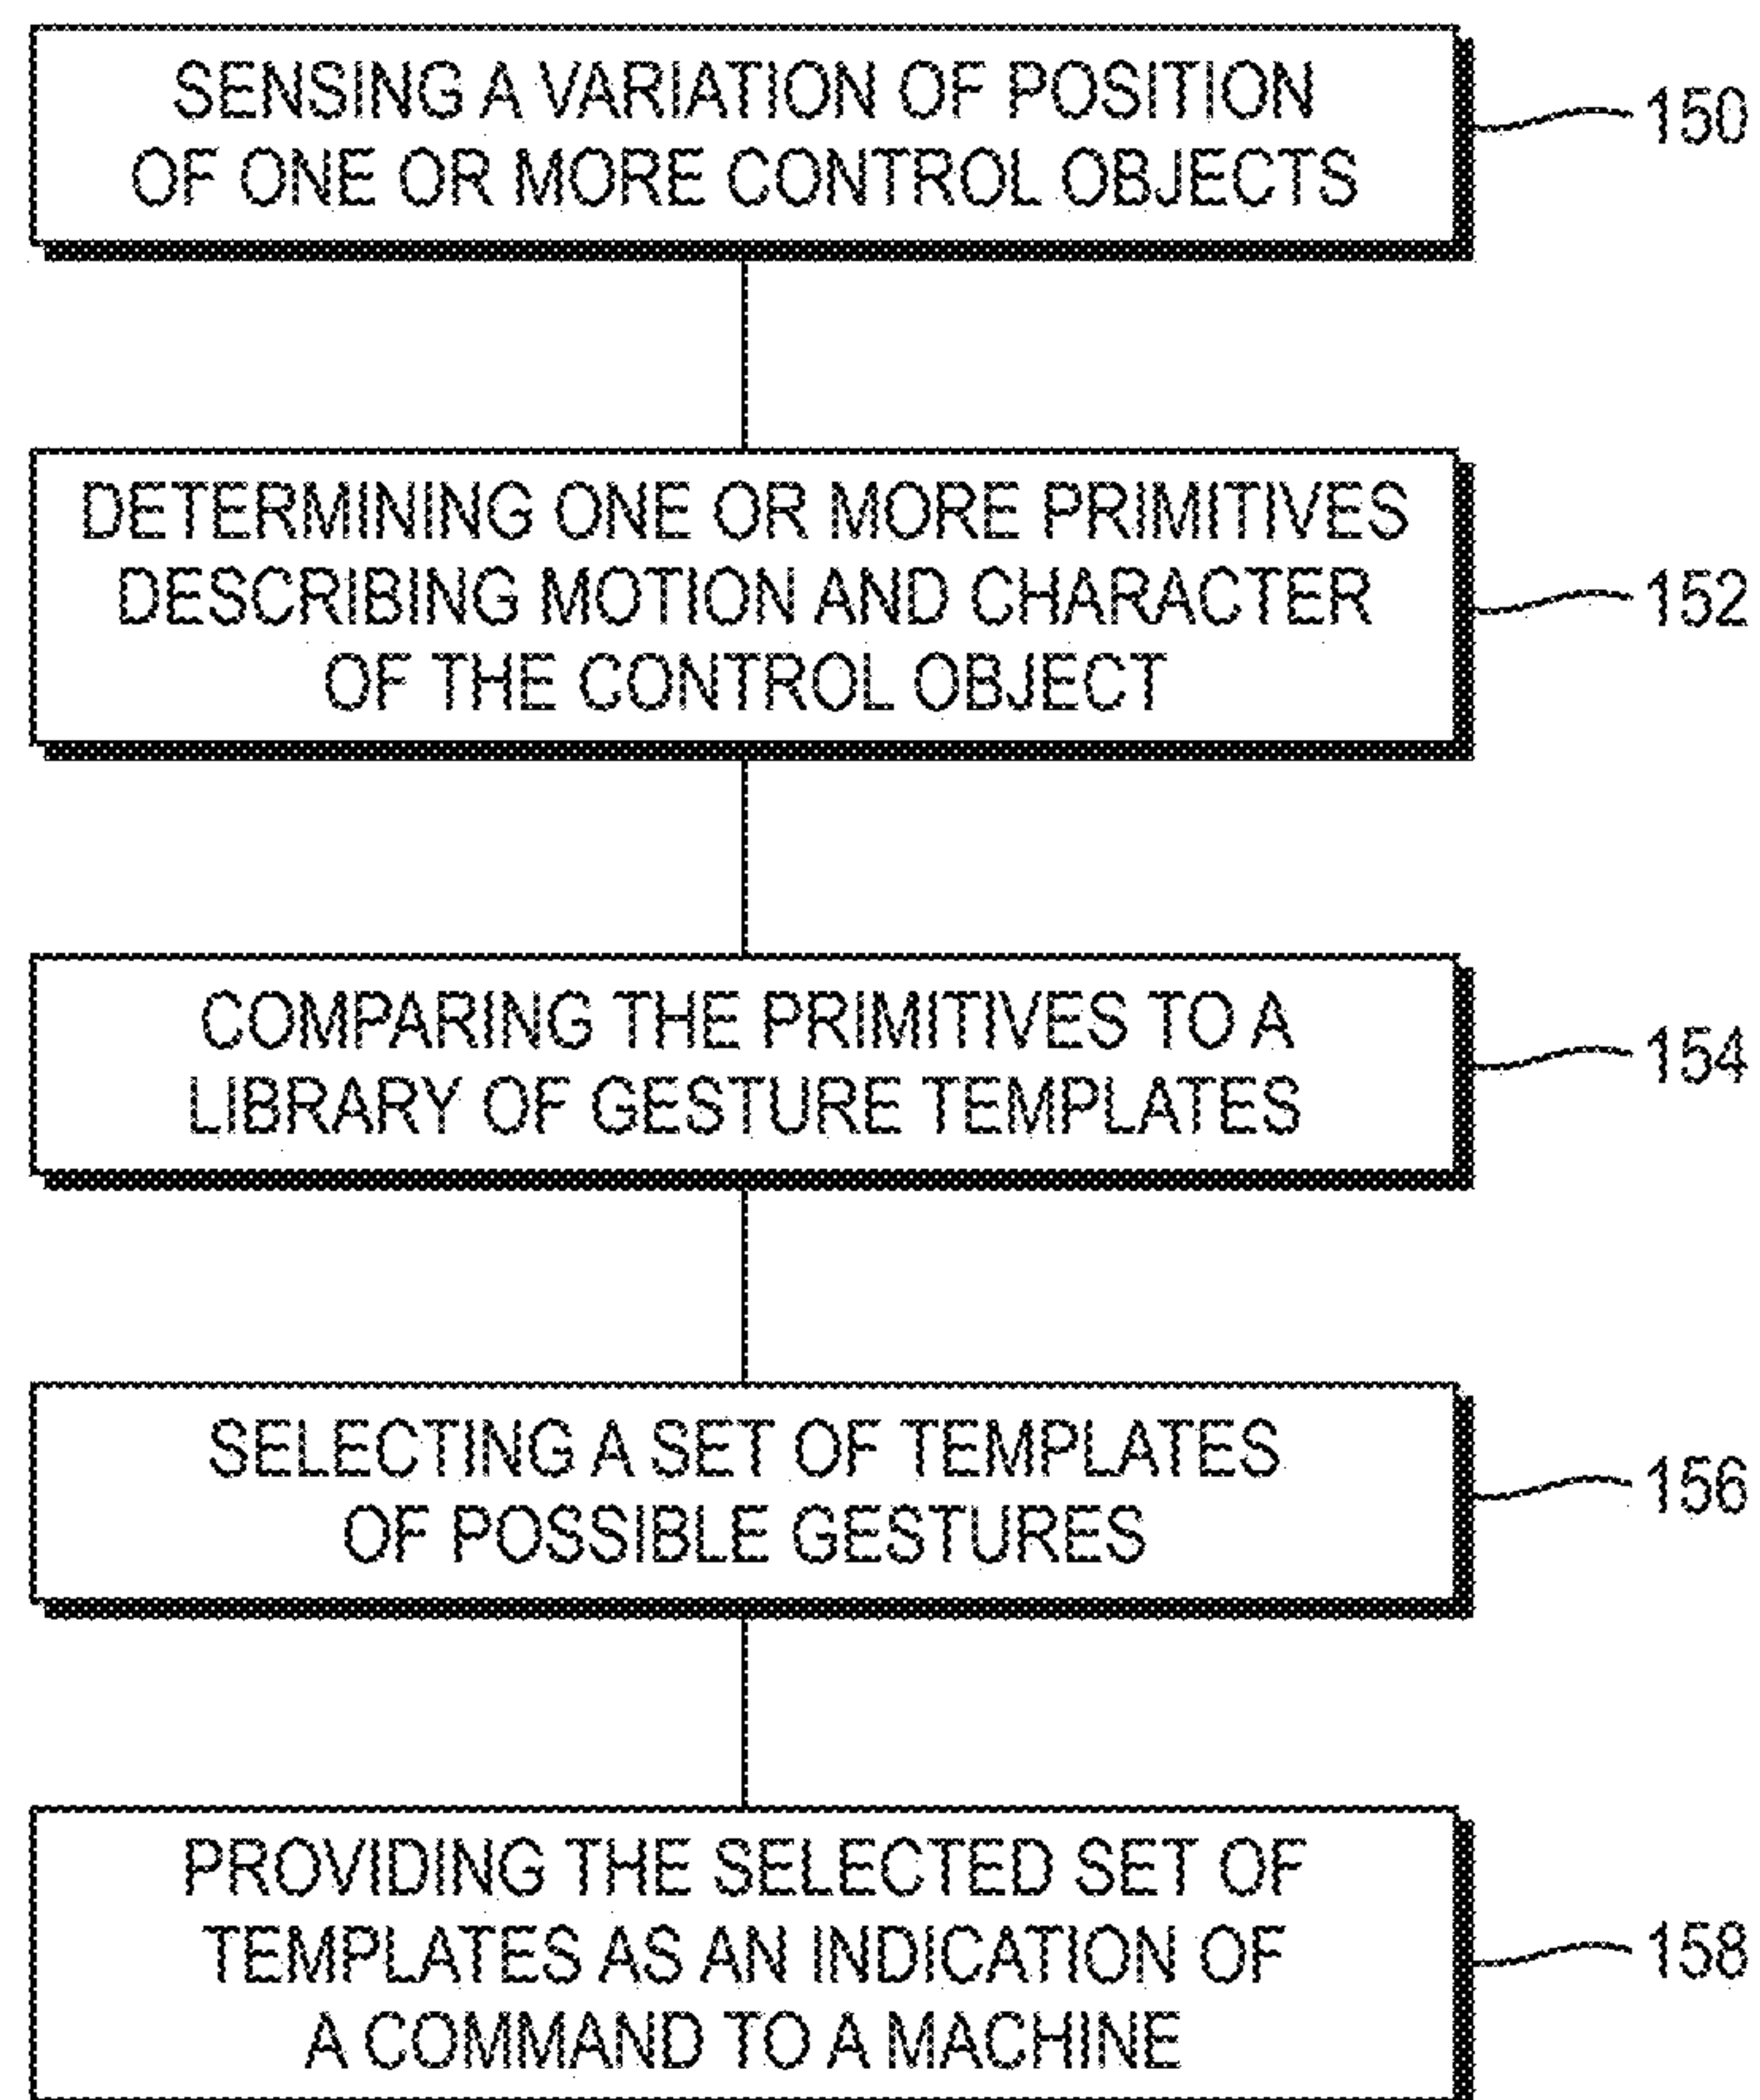 SENSING A VARIATION OF POSITION
OF ONE OR MORE CONTROL OBJECTS
150
DETERMINING ONE OR MORE PRIMITIVES
DESCRIBING MOTION AND CHARACTER
OF THE CONTROL OBJECT
152
COMPARING THE PRIMITIVES TO A
LIBRARY OF GESTURE TEMPLATES
154
SELECTING A SET OF TEMPLATES
OF POSSIBLE GESTURES
156
PROVIDING THE SELECTED SET OF
TEMPLATES AS AN INDICATION OF
A COMMAND TO A MACHINE
158